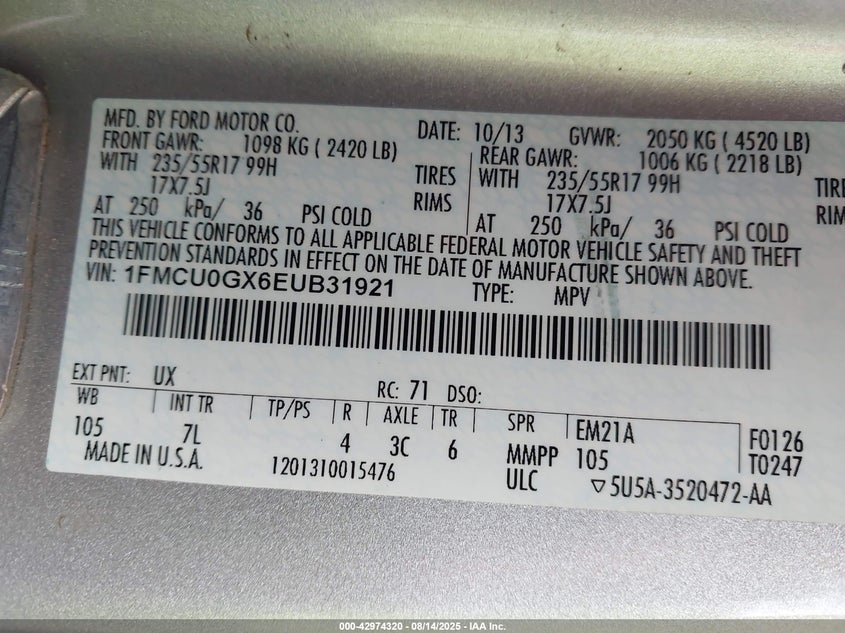 MFD. BY FORD MOTOR CO. DATE: 10/13 GVWR: 2050 KG ( 4520 LB)
FRONT GAWR: 1098 KG ( 2420 LB) REAR GAWR: 1006 KG ( 2218 LB)
WITH 235/55R17 99H TIRES WITH 235/55R17 99H TIRE
17X7.5J RIMS 17X7.5J RIM
AT 250 kPa/ 36 PSI COLD AT 250 kPa/ 36 PSI COLD
THIS VEHICLE CONFORMS TO ALL APPLICABLE FEDERAL MOTOR VEHICLE SAFETY AND THEFT
PREVENTION STANDARDS IN EFFECT ON THE DATE OF MANUFACTURE SHOWN ABOVE.
VIN: 1FMCU0GX6EUB31921 TYPE: MPV
EXT PNT: UX RC: 71 DSO:
WB INT TR TP/PS R AXLE TR SPR EM21A F0126
105 7L 4 3C 6 MMPP 105 T0247
MADE IN U.S.A. 1201310015476 ULC ▽5U5A-3520472-AA
000-42974320 - 08/14/2025 - IAA Inc.